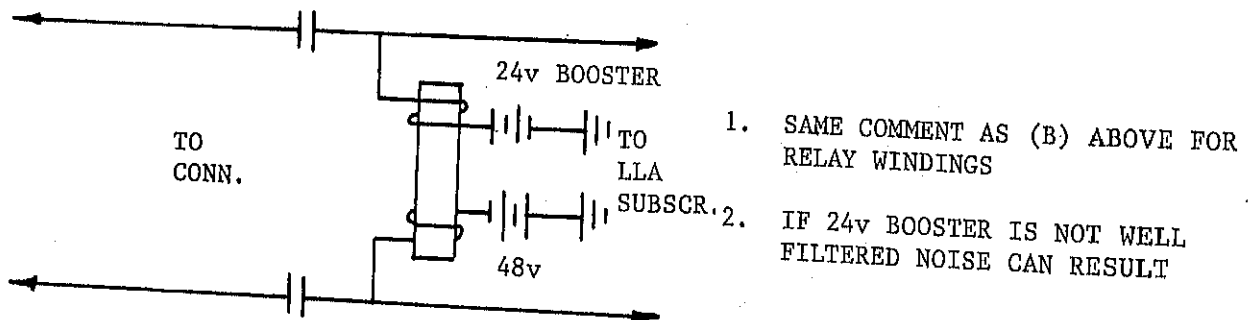 24v BOOSTER
TO
CONN.
TO
LLA
SUBSCR.
48v
1. SAME COMMENT AS (B) ABOVE FOR
RELAY WINDINGS
2. IF 24v BOOSTER IS NOT WELL
FILTERED NOISE CAN RESULT